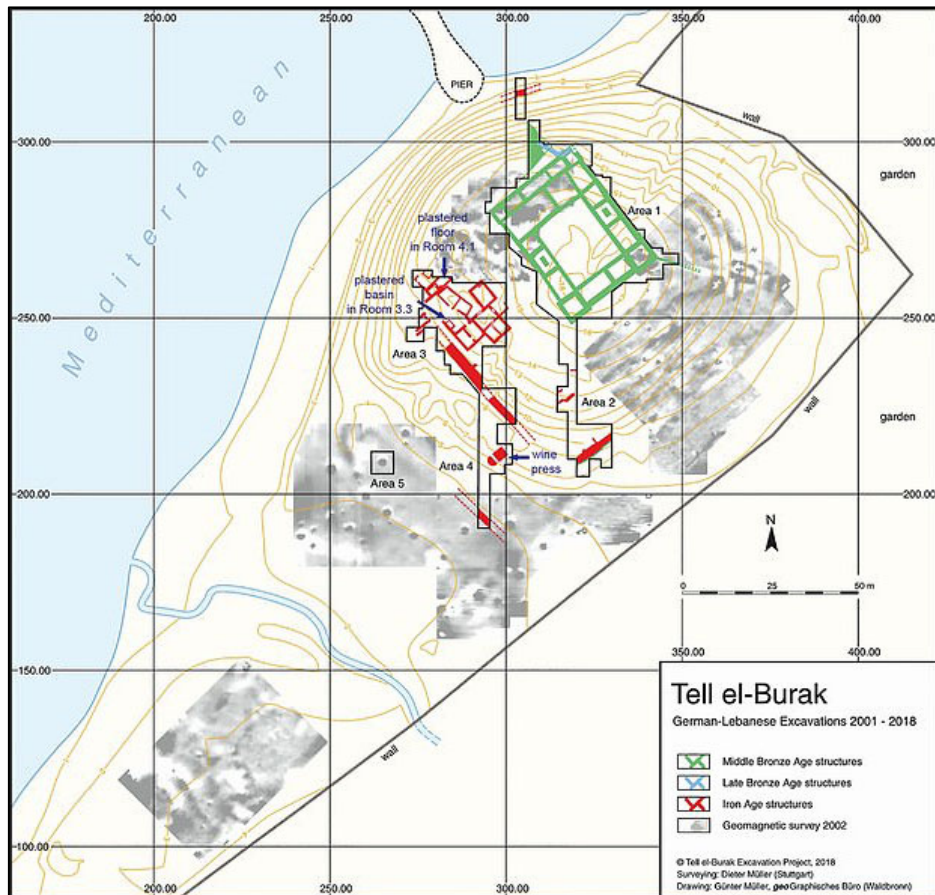 200.00
250.00
300.00
350.00
400.00
PIER
wall
300.00
300.00
garden
Mediterranean
Area 1
plastered
floor
in Room 4.1
plastered
basin
in Room 3.3
250.00
250.00
Area 3
Area 2
wall
garden
Area 4
wine
press
Area 5
200.00
200.00
N
0
25
50 m
150.00
350.00
400.00
wall
100.00
200.00
250.00
300.00
Tell el-Burak
German-Lebanese Excavations 2001 - 2018
Middle Bronze Age structures
Late Bronze Age structures
Iron Age structures
Geomagnetic survey 2002
© Tell el-Burak Excavation Project, 2018
Surveying: Dieter Müller (Stuttgart)
Drawing: Günter Müller, geoGraphisches Büro (Waldbronn)